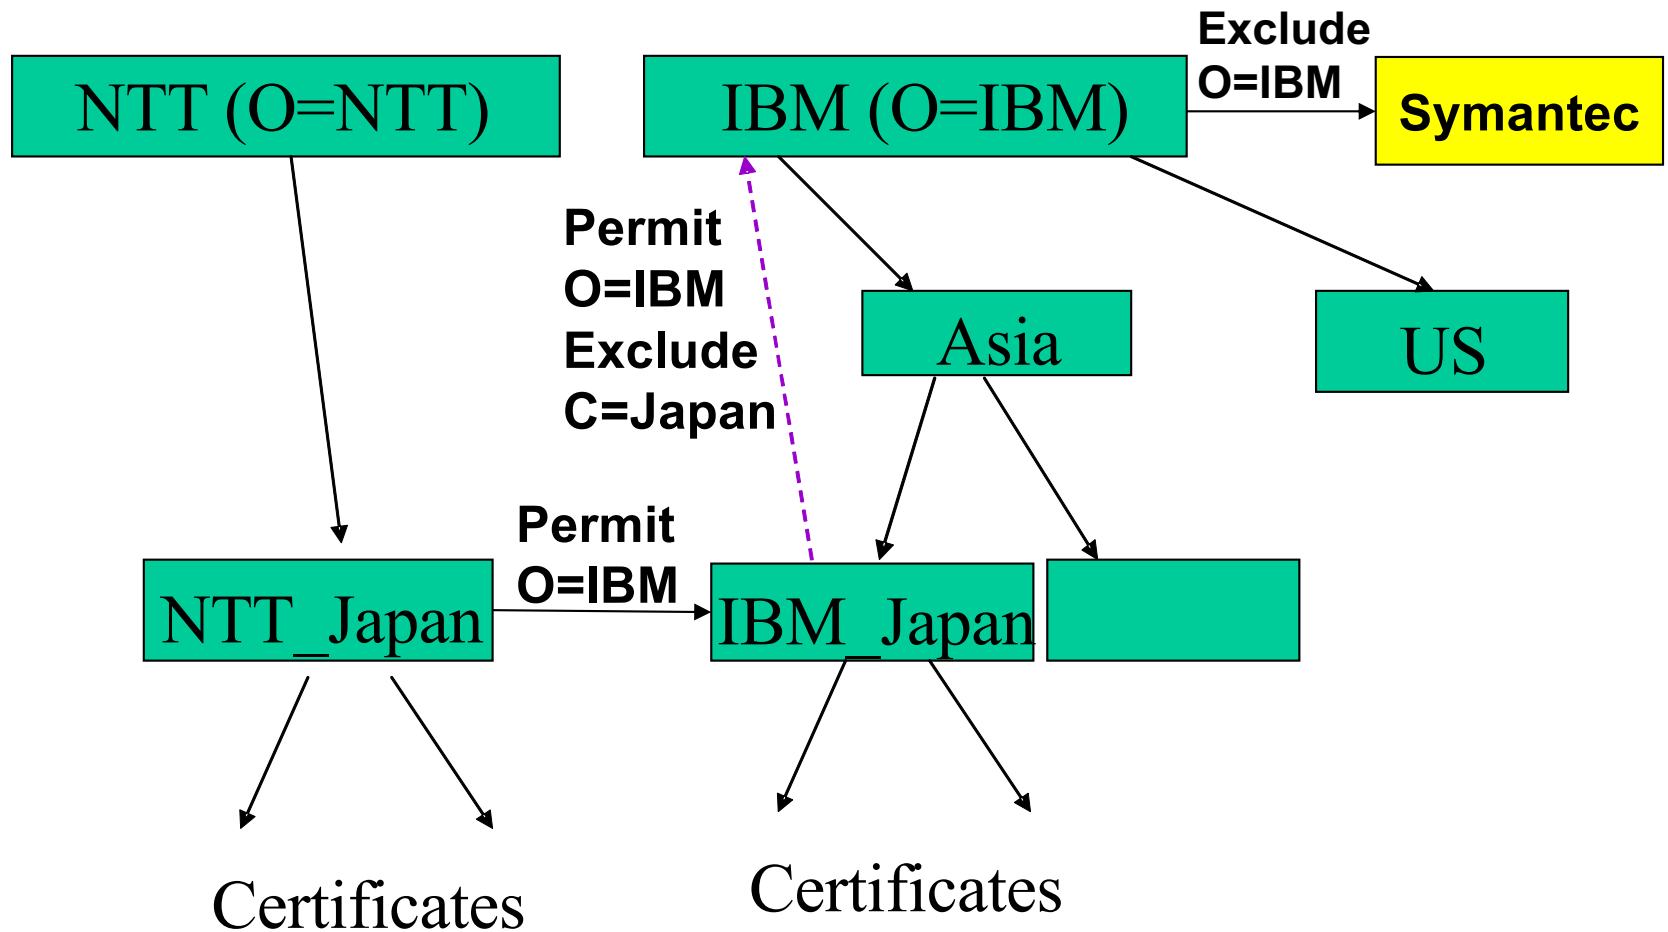 Exclude
O=IBM
NTT (O=NTT)
IBM (O=IBM)
Symantec
Permit
O=IBM
Exclude
C=Japan
Asia
US
Permit
O=IBM
NTT_Japan
IBM_Japan
Certificates
Certificates